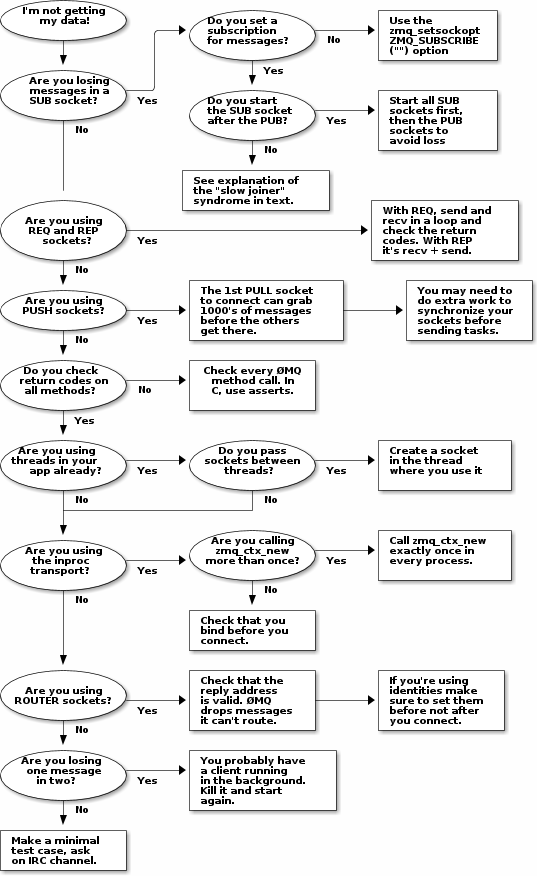 I'm not getting
my data!
Are you losing
messages in a
SUB socket?
Yes
No
Do you set a
subscription
for messages?
No
Yes
Use the
zmq_setsockopt
ZMQ_SUBSCRIBE
("") option
Do you start
the SUB socket
after the PUB?
Yes
No
Start all SUB
sockets first,
then the PUB
sockets to
avoid loss
See explanation of
the "slow joiner"
syndrome in text.
Are you using
REQ and REP
sockets?
Yes
No
With REQ, send and
recv in a loop and
check the return
codes. With REP
it's recv + send.
Are you using
PUSH sockets?
Yes
No
The 1st PULL socket
to connect can grab
1000's of messages
before the others
get there.
You may need to
do extra work to
synchronize your
sockets before
sending tasks.
Do you check
return codes on
all methods?
No
Yes
Check every ØMQ
method call. In
C, use asserts.
Are you using
threads in your
app already?
Yes
No
Do you pass
sockets between
threads?
Yes
No
Create a socket
in the thread
where you use it
Are you using
the inproc
transport?
Yes
No
Are you calling
zmq_ctx_new
more than once?
Yes
No
Call zmq_ctx_new
exactly once in
every process.
Check that you
bind before you
connect.
Are you using
ROUTER sockets?
Yes
No
Check that the
reply address
is valid. ØMQ
drops messages
it can't route.
If you're using
identities make
sure to set them
before not after
you connect.
Are you losing
one message
in two?
Yes
No
You probably have
a client running
in the background.
Kill it and start
again.
Make a minimal
test case, ask
on IRC channel.